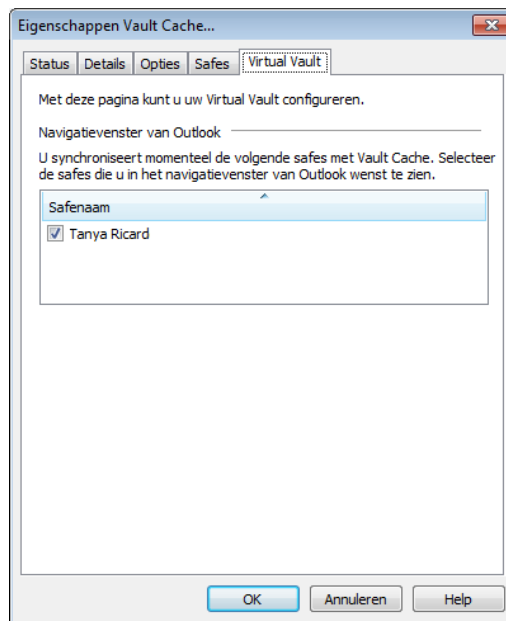 Eigenschappen Vault Cache...
Status Details Opties Safes Virtual Vault
Met deze pagina kunt u uw Virtual Vault configureren.
Navigatievenster van Outlook
U synchroniseert momenteel de volgende safes met Vault Cache. Selecteer
de safes die u in het navigatievenster van Outlook wenst te zien.
Safenaam
Tanya Ricard
OK Annuleren Help